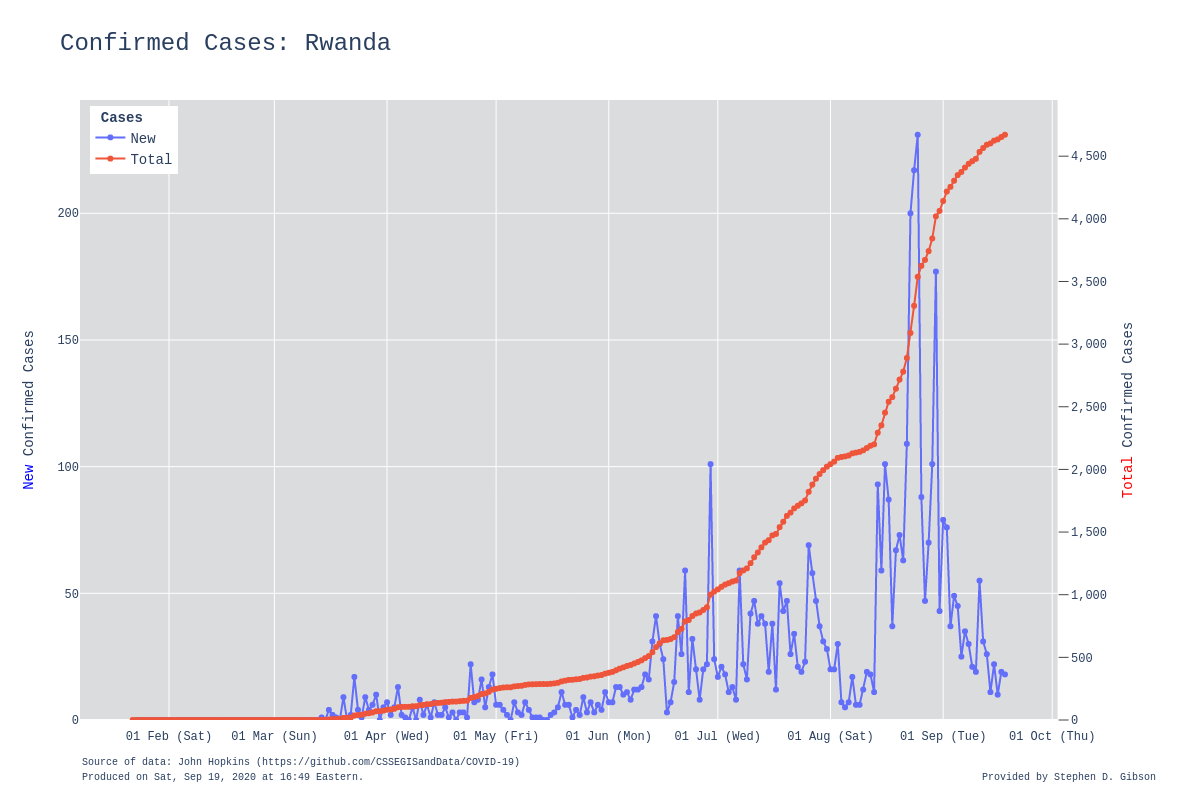 Confirmed Cases: Rwanda
Cases
New
Total
200
150
100
50
0
4,500
4,000
3,500
3,000
2,500
2,000
1,500
1,000
500
0
New Confirmed Cases
Total Confirmed Cases
01 Feb (Sat) 01 Mar (Sun) 01 Apr (Wed) 01 May (Fri) 01 Jun (Mon) 01 Jul (Wed) 01 Aug (Sat) 01 Sep (Tue) 01 Oct (Thu)
Source of data: John Hopkins (https://github.com/CSSEGISandData/COVID-19)
Produced on Sat, Sep 19, 2020 at 16:49 Eastern.
Provided by Stephen D. Gibson